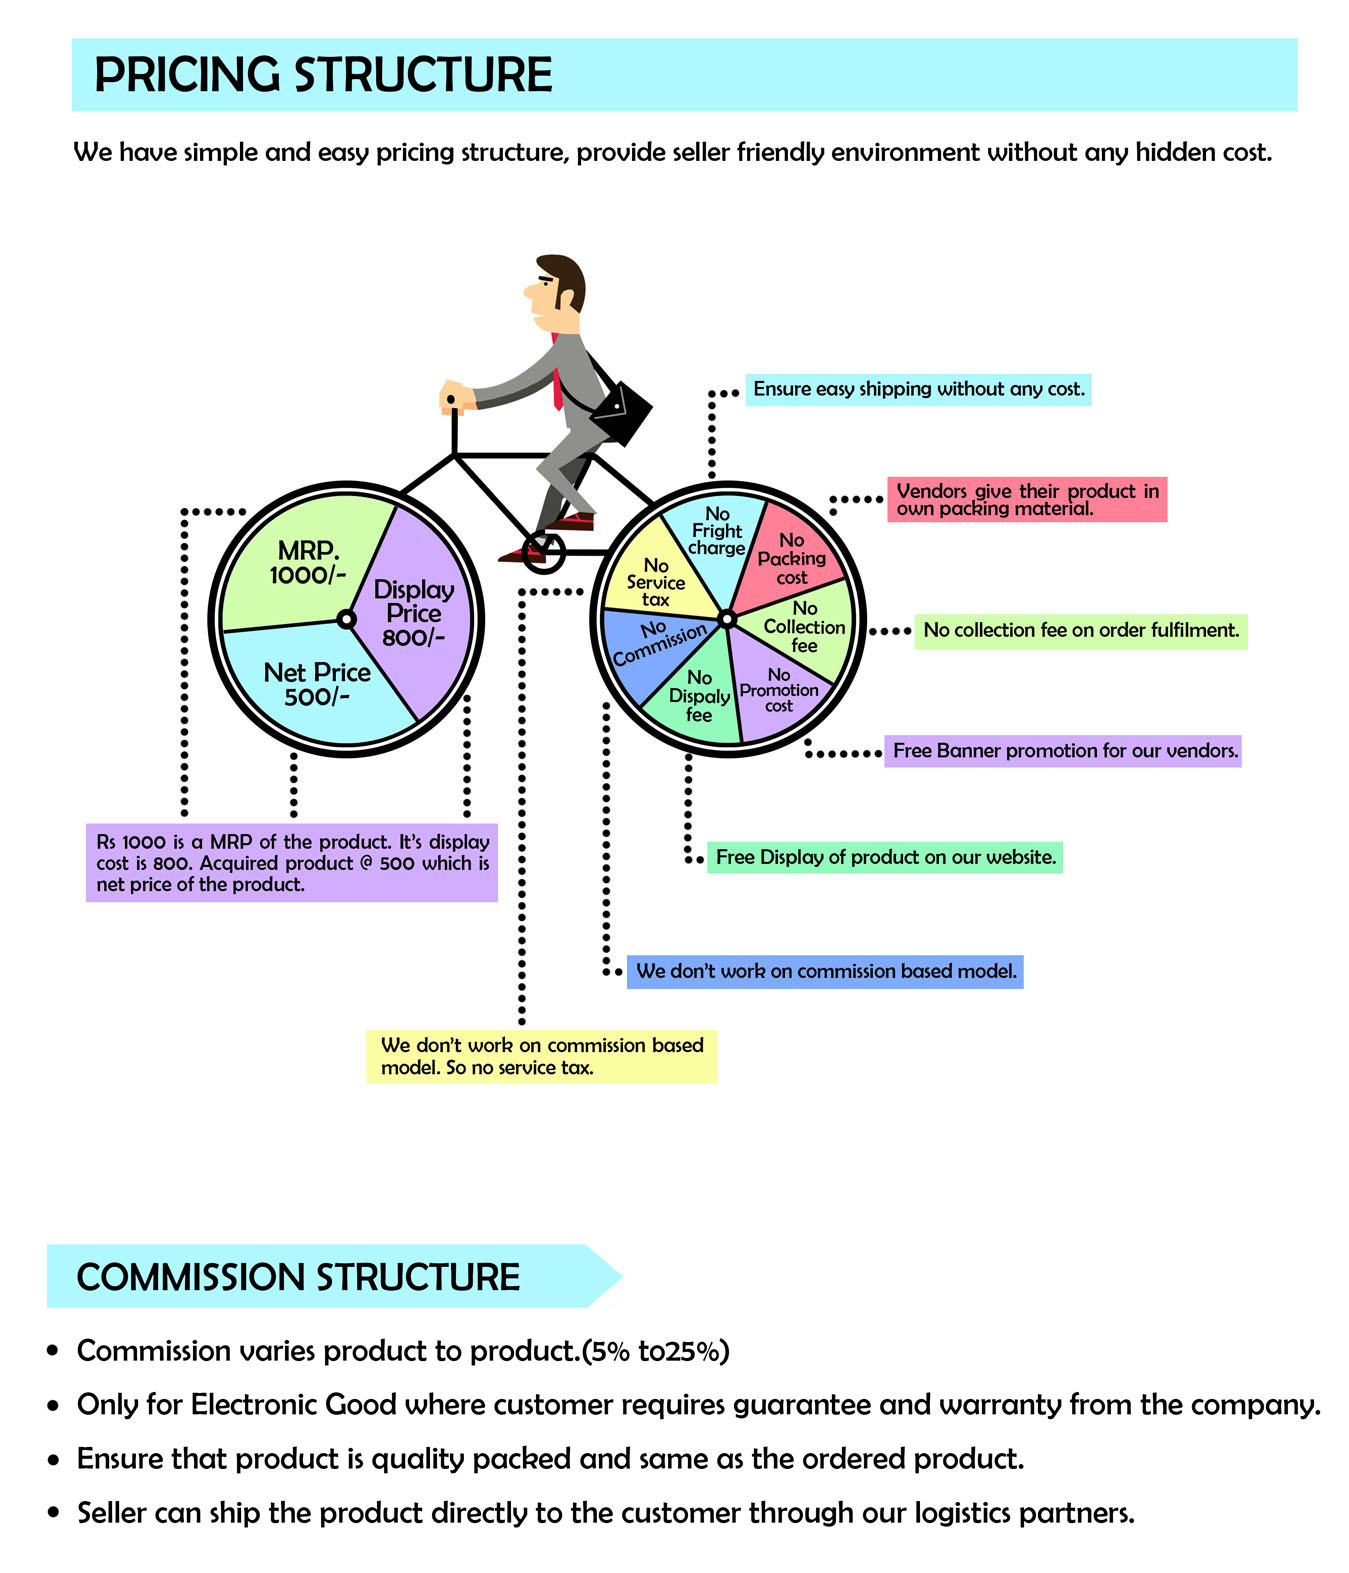 PRICING STRUCTURE
We have simple and easy pricing structure, provide seller friendly environment without any hidden cost.
Ensure easy shipping without any cost.
Vendors give their product in
own packing material.
MRP.
1000/-
Display
Price
800/-
Net Price
500/-
No
Fright
charge
No
Packing
cost
No
Service
tax
No
Collection
fee
No
Commission
No
Dispaly
fee
No
Promotion
cost
No collection fee on order fulfilment.
Free Banner promotion for our vendors.
Rs 1000 is a MRP of the product. It's display
cost is 800. Acquired product @ 500 which is
net price of the product.
Free Display of product on our website.
We don't work on commission based model.
We don't work on commission based
model. So no service tax.
COMMISSION STRUCTURE
• Commission varies product to product.(5% to25%)
• Only for Electronic Good where customer requires guarantee and warranty from the company.
• Ensure that product is quality packed and same as the ordered product.
• Seller can ship the product directly to the customer through our logistics partners.